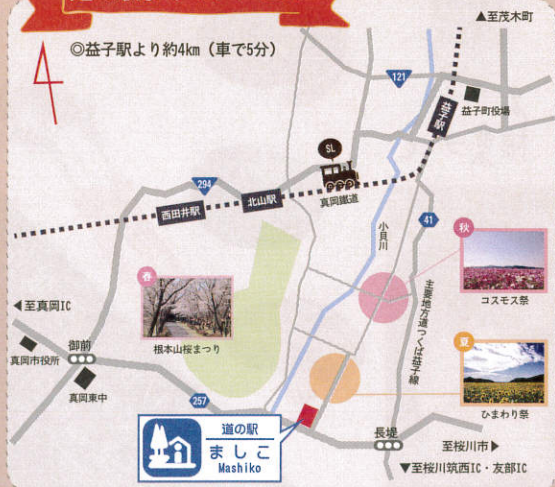 ▲至茂木町
◎益子駅より約4km（車で5分）
121
益子駅
益子町役場
SL
294
西田井駅
北山駅
真岡鐵道
小貝川
41
秋
コスモス祭
春
根本山桜まつり
主要地方道つくば益子線
◀至真岡IC
御前
真岡市役所
真岡東中
夏
ひまわり祭
257
道の駅
ましこ
Mashiko
長堤
至桜川市▶
▼至桜川筑西IC・友部IC